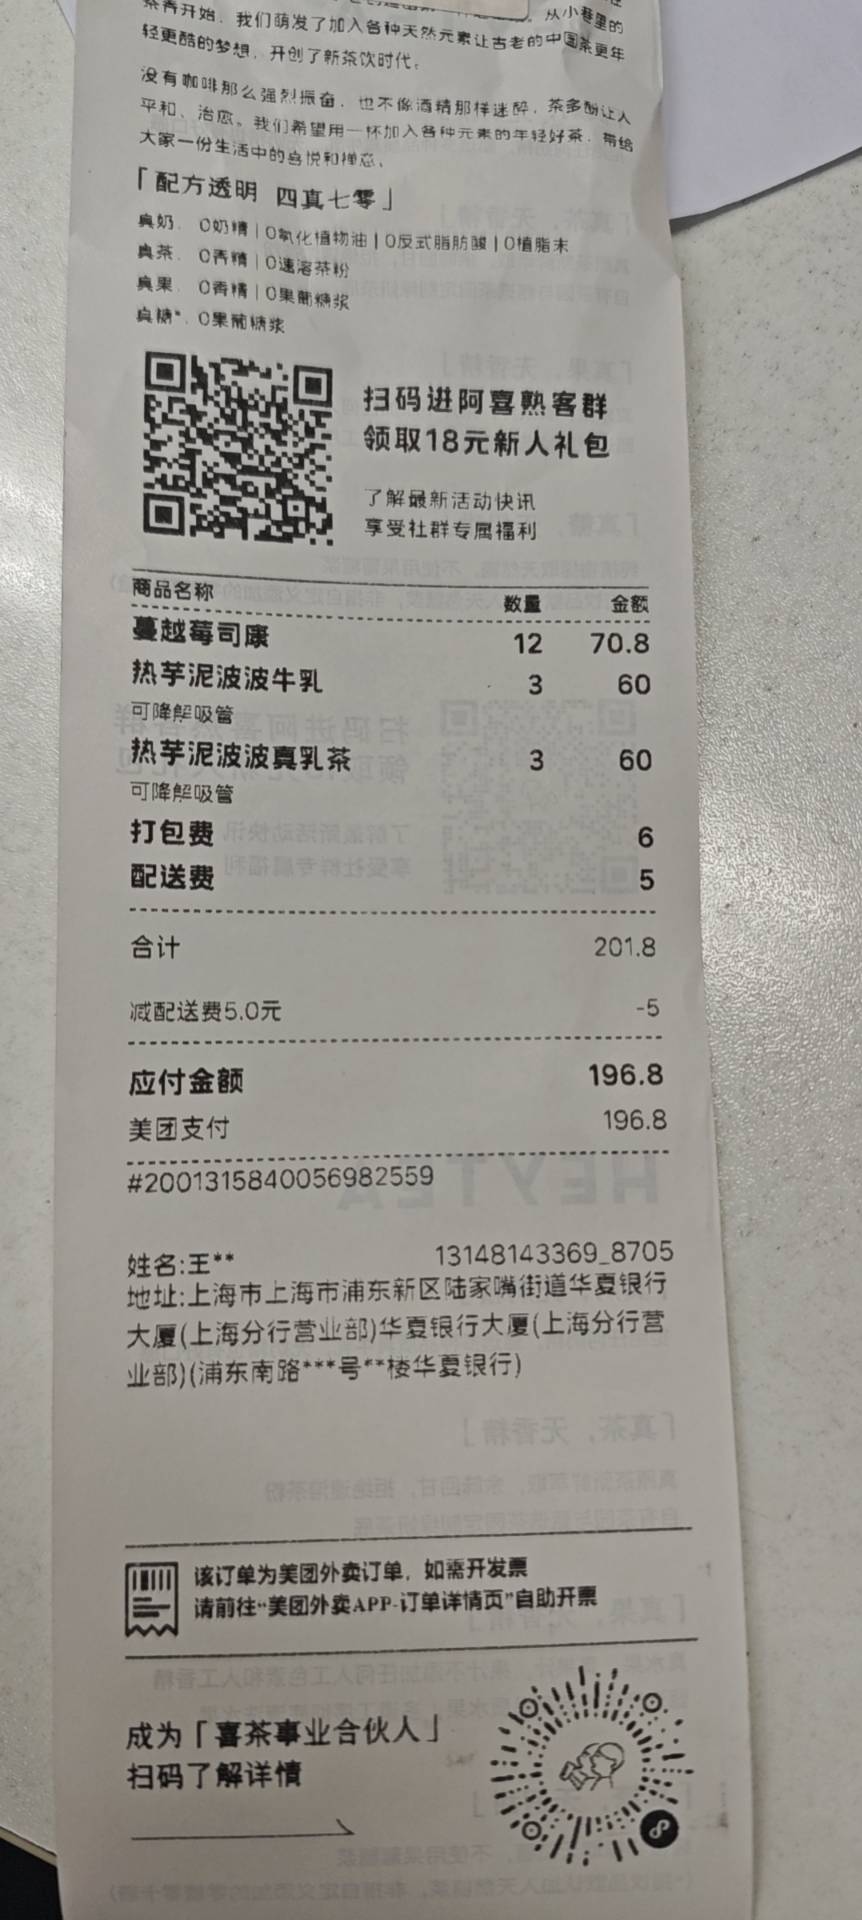 从小巷里的
茶青开始，我们萌发了加入各种天然元素让古老的中国茶更年
轻更酷的梦想，开创了新茶饮时代。
没有咖啡那么强烈振奋，也不像酒精那样迷醉，茶多酚让人
平和、治愈。我们希望用一杯加入各种元素的年轻好茶，带给
大家一份生活中的喜悦和禅意。
「配方透明 四真七零」
真奶，0奶精|0氢化植物油|0反式脂肪酸|0植脂末
真茶，0香精|0速溶茶粉
真果，0香精|0果葡糖浆
真糖*，0果葡糖浆
扫码进阿喜熟客群
领取18元新人礼包
了解最新活动快讯
享受社群专属福利
商品名称 数量 金额
蔓越莓司康 12 70.8
热芋泥波波牛乳 3 60
可降解吸管
热芋泥波波真乳茶 3 60
可降解吸管
打包费 6
配送费 5
合计 201.8
减配送费5.0元 -5
应付金额 196.8
美团支付 196.8
#2001315840056982559
姓名:王** 13148143369_8705
地址:上海市上海市浦东新区陆家嘴街道华夏银行
大厦(上海分行营业部)华夏银行大厦(上海分行营
业部)(浦东南路***号**楼华夏银行)
该订单为美团外卖订单，如需开发票
请前往“美团外卖APP-订单详情页”自助开票
成为「喜茶事业合伙人」
扫码了解详情